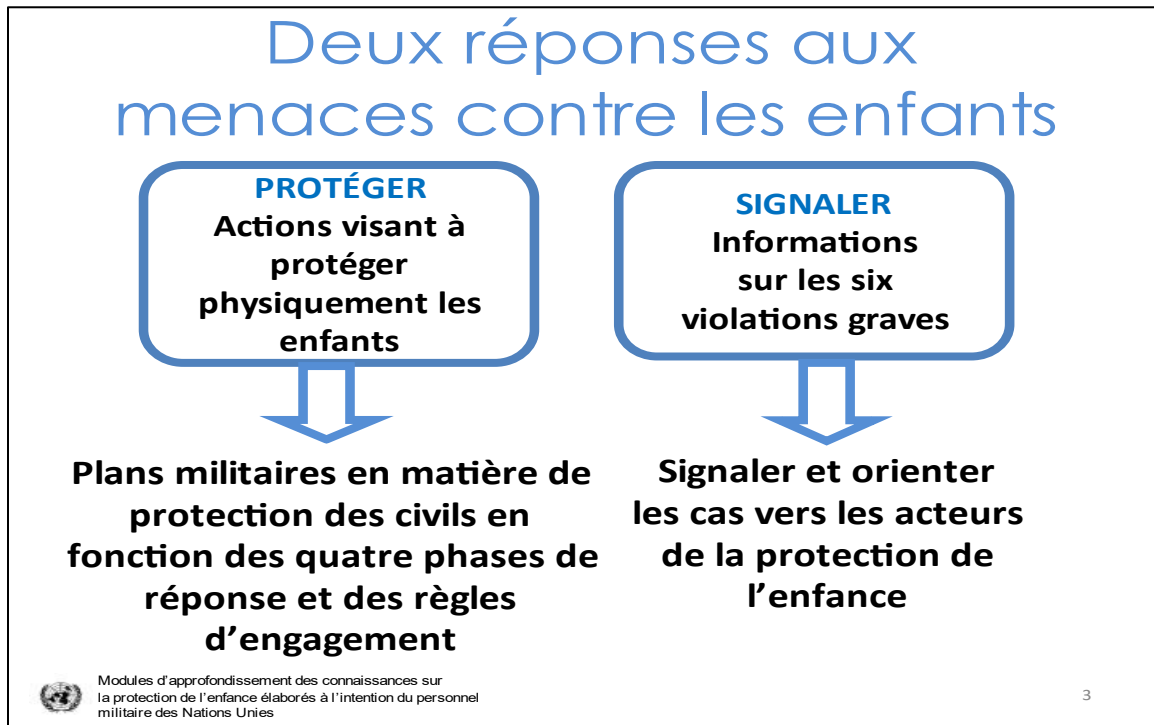 Deux réponses aux
menaces contre les enfants
PROTÉGER
Actions visant à
protéger
physiquement les
enfants
SIGNALER
Informations
sur les six
violations graves
Plans militaires en matière de
protection des civils en
fonction des quatre phases de
réponse et des règles
d’engagement
Signaler et orienter
les cas vers les acteurs
de la protection de
l’enfance
Modules d’approfondissement des connaissances sur
la protection de l’enfance élaborés à l’intention du personnel
militaire des Nations Unies
3